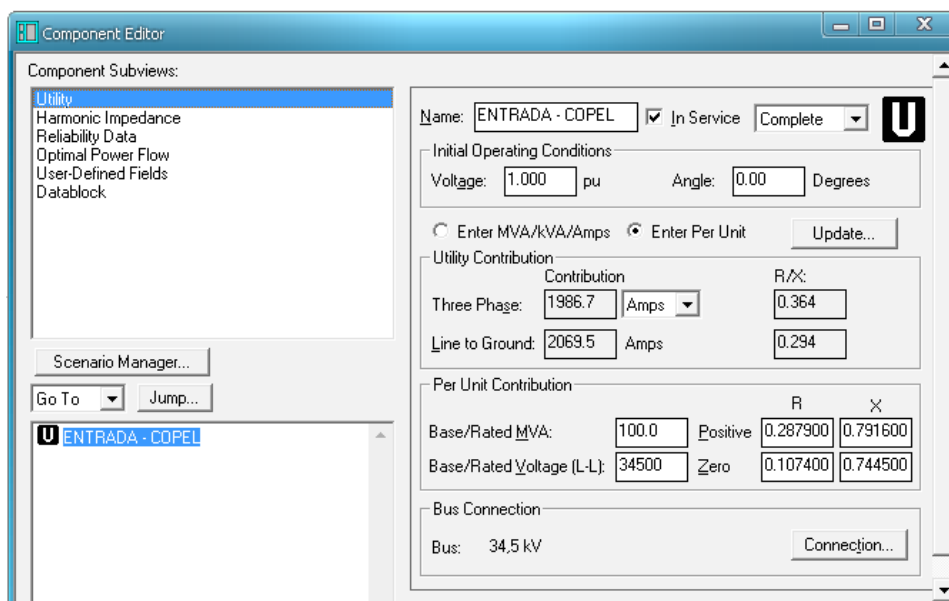 Component Editor
Component Subviews:
Utility
Harmonic Impedance
Reliability Data
Optimal Power Flow
User-Defined Fields
Datablock
Scenario Manager...
Go To Jump...
U ENTRADA - COPEL
Name: ENTRADA - COPEL In Service Complete U
Initial Operating Conditions
Voltage: 1.000 pu Angle: 0.00 Degrees
Enter MVA/kVA/Amps Enter Per Unit Update...
Utility Contribution
Contribution R/X:
Three Phase: 1986.7 Amps 0.364
Line to Ground: 2069.5 Amps 0.294
Per Unit Contribution
R X
Base/Rated MVA: 100.0 Positive 0.287900 0.791600
Base/Rated Voltage (L-L): 34500 Zero 0.107400 0.744500
Bus Connection
Bus: 34,5 kV Connection...